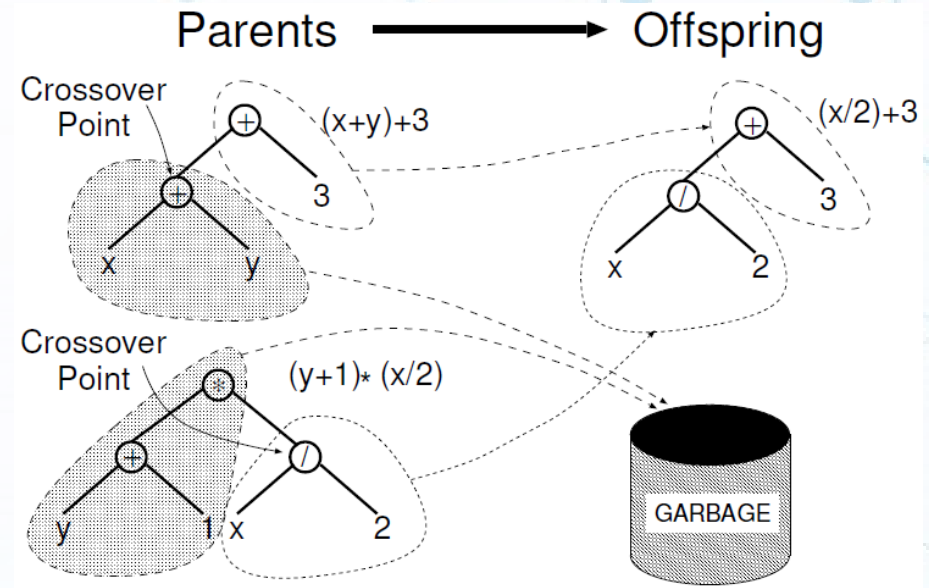 Parents
Offspring
Crossover
Point
+
(x+y)+3
+
3
x
y
+
(x/2)+3
/
3
x
2
Crossover
Point
*
(y+1)* (x/2)
+
/
y
1
x
2
GARBAGE